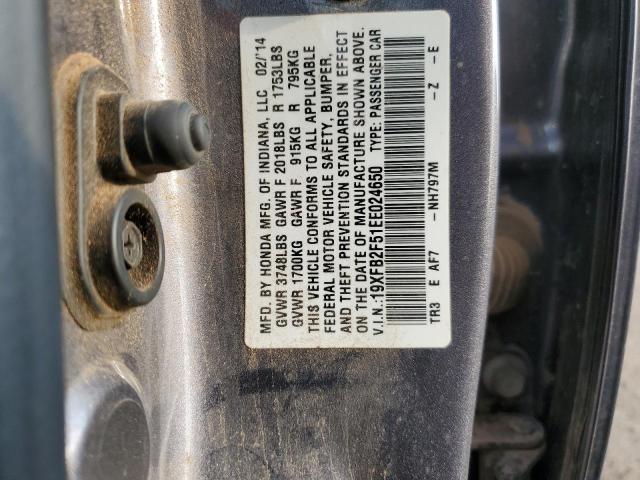 MFD. BY HONDA MFG. OF INDIANA, LLC 02/'14
GVWR 3748LBS GAWR F 2018LBS R 1753LBS
GVWR 1700KG GAWR F 915KG R 795KG
THIS VEHICLE CONFORMS TO ALL APPLICABLE
FEDERAL MOTOR VEHICLE SAFETY, BUMPER,
AND THEFT PREVENTION STANDARDS IN EFFECT
ON THE DATE OF MANUFACTURE SHOWN ABOVE.
V.I.N.:19XFB2F51EE024650 TYPE: PASSENGER CAR
TR3 E AF7 -NH797M -Z -E